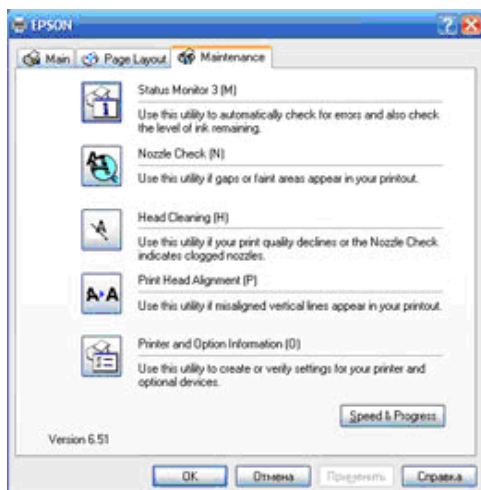 EPSON
Main Page Layout Maintenance
Status Monitor 3 (M)
Use this utility to automatically check for errors and also check
the level of ink remaining.
Nozzle Check (N)
Use this utility if gaps or faint areas appear in your printout.
Head Cleaning (H)
Use this utility if your print quality declines or the Nozzle Check
indicates clogged nozzles.
Print Head Alignment (P)
Use this utility if misaligned vertical lines appear in your printout.
Printer and Option Information (O)
Use this utility to create or verify settings for your printer and
optional devices.
Speed & Progress
Version 6.51
OK Отмена Применить Справка